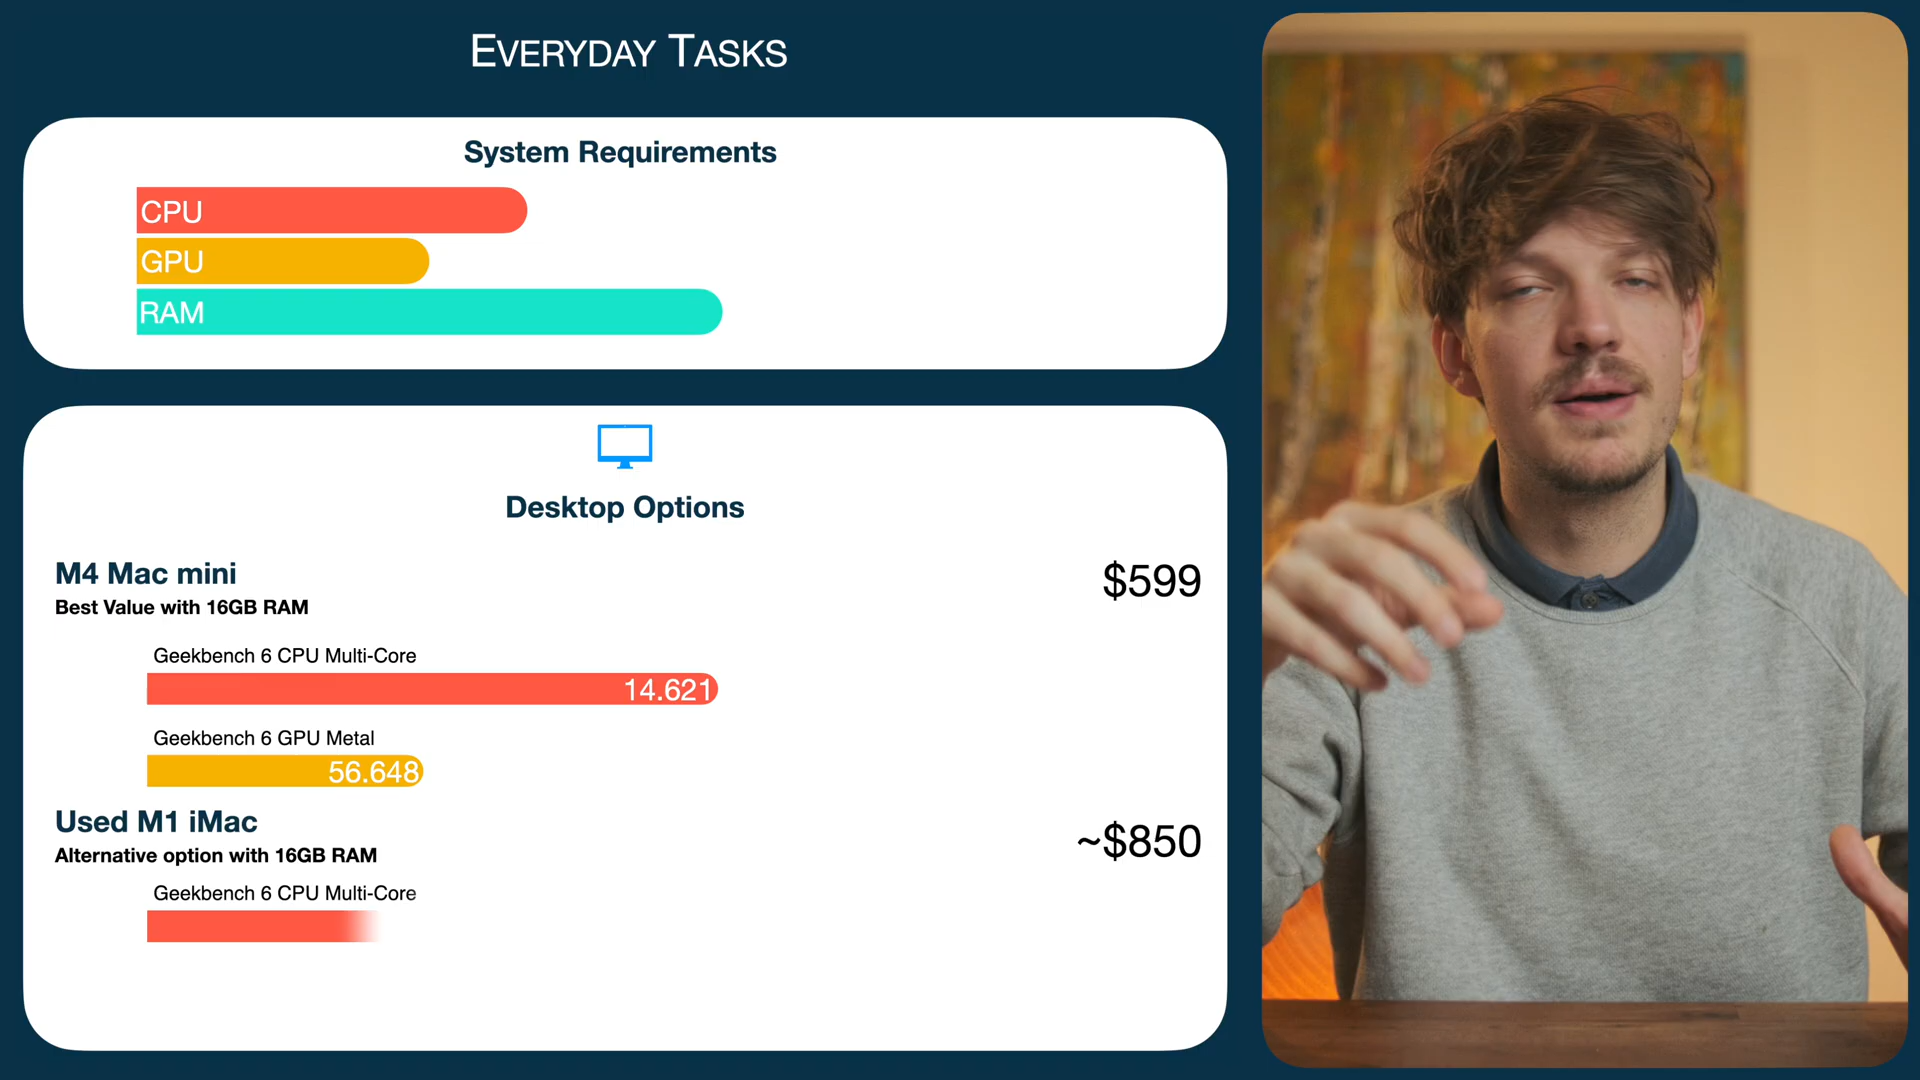 EVERYDAY TASKS
System Requirements
CPU
GPU
RAM
Desktop Options
M4 Mac mini
$599
Best Value with 16GB RAM
Geekbench 6 CPU Multi-Core
14.621
Geekbench 6 GPU Metal
56.648
Used M1 iMac
~$850
Alternative option with 16GB RAM
Geekbench 6 CPU Multi-Core